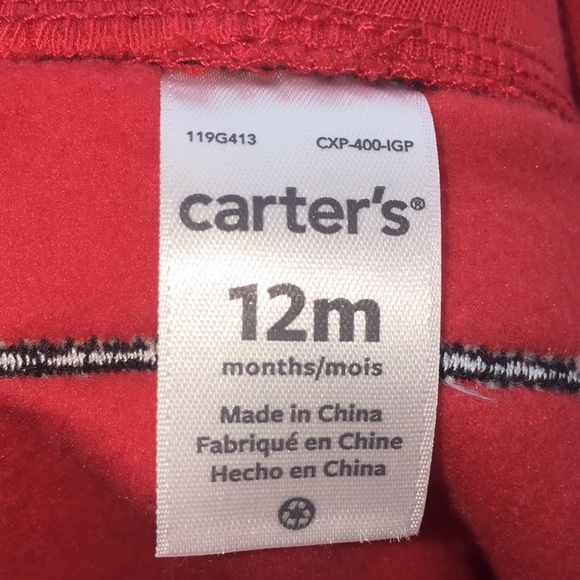 119G413 CXP-400-IGP
carter's®
12m
months/mois
Made in China
Fabriqué en Chine
Hecho en China